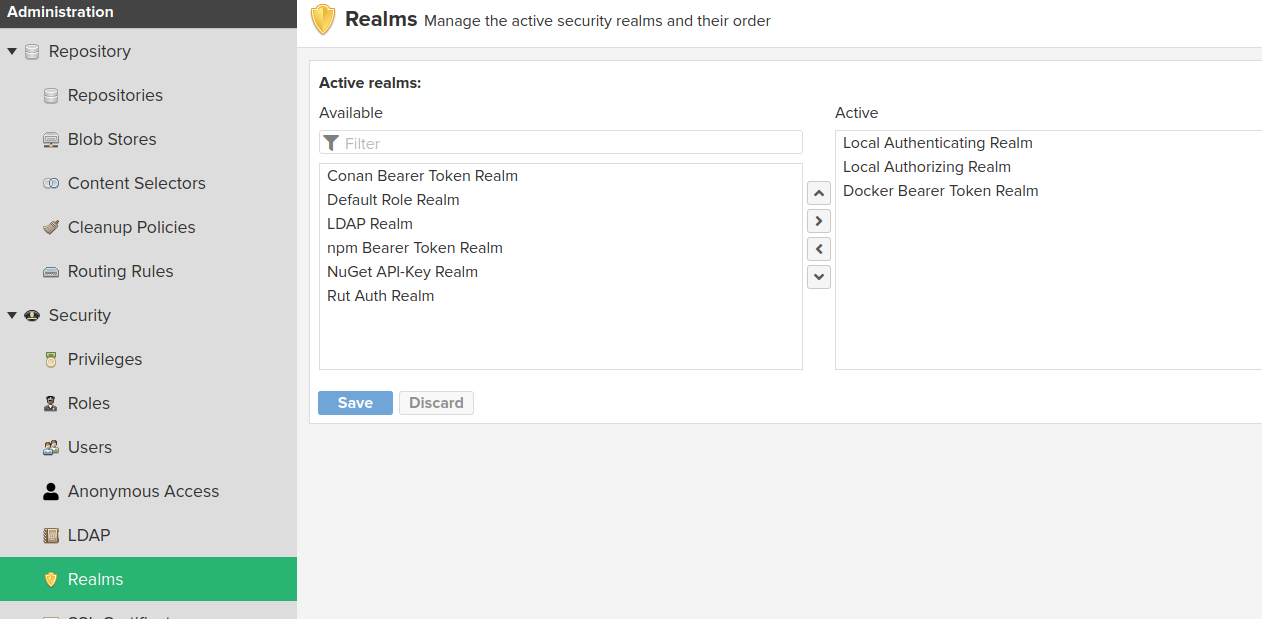 Administration
Repository
Repositories
Blob Stores
Content Selectors
Cleanup Policies
Routing Rules
Security
Privileges
Roles
Users
Anonymous Access
LDAP
Realms
Realms Manage the active security realms and their order
Active realms:
Available
Filter
Conan Bearer Token Realm
Default Role Realm
LDAP Realm
npm Bearer Token Realm
NuGet API-Key Realm
Rut Auth Realm
Active
Local Authenticating Realm
Local Authorizing Realm
Docker Bearer Token Realm
Save
Discard